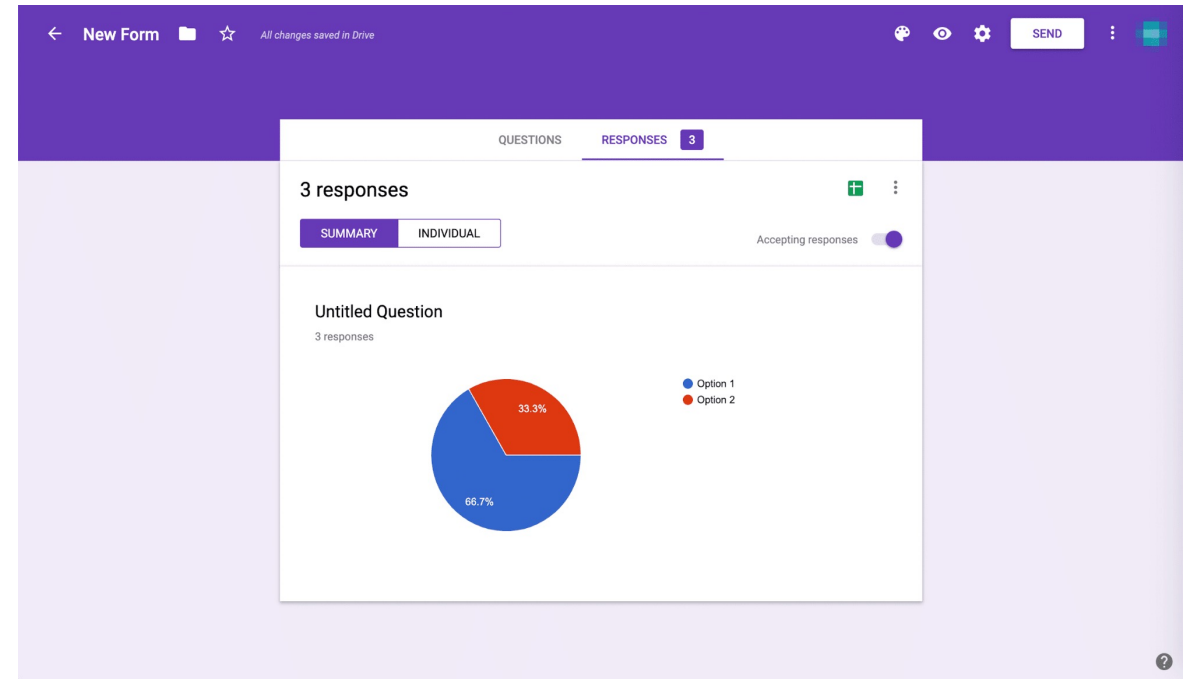 New Form All changes saved in Drive SEND
QUESTIONS RESPONSES 3
3 responses
SUMMARY INDIVIDUAL
Accepting responses
Untitled Question
3 responses
Option 1
Option 2
33.3%
66.7%
?